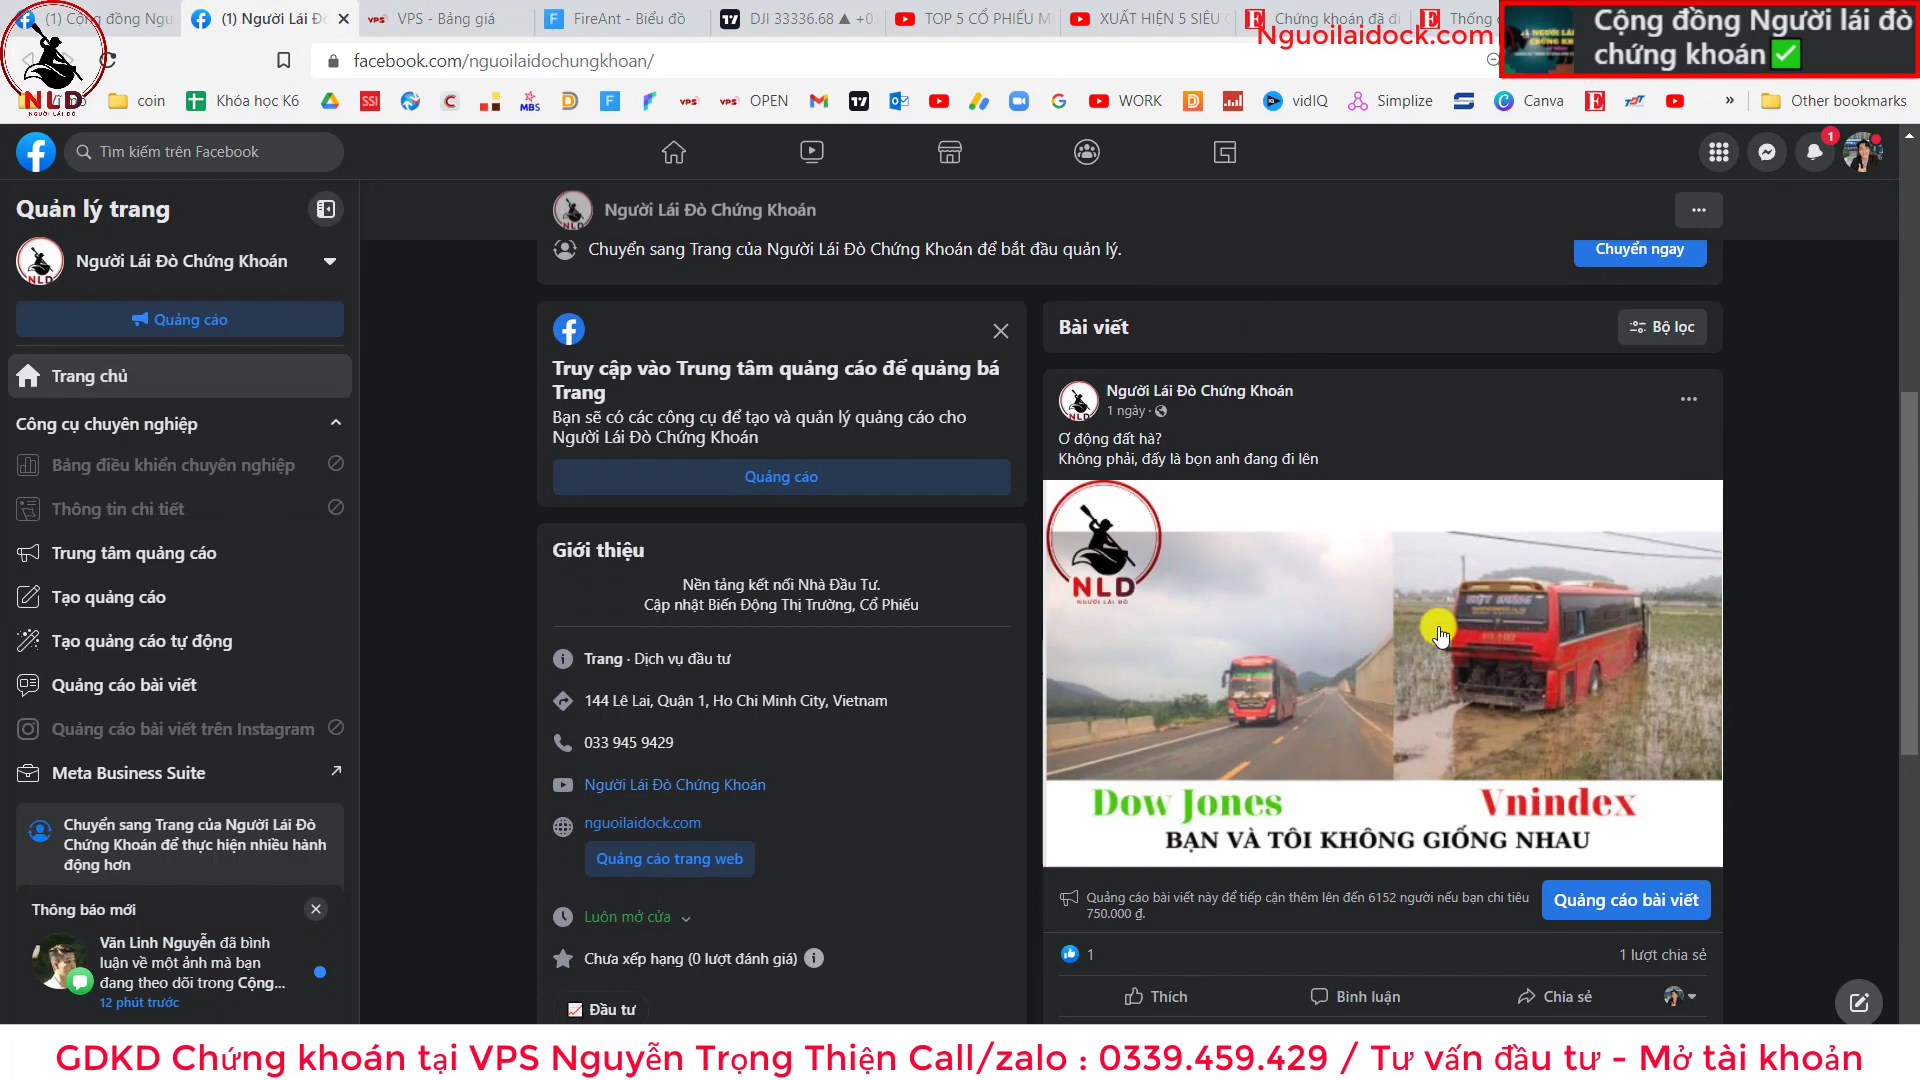 (1) Cộng đồng Ngu
(1) Người Lái Đò
VPS - Bảng giá
FireAnt - Biểu đồ
DJI 33336.68 ▲ +0.
TOP 5 CỔ PHIẾU M
XUẤT HIỆN 5 SIÊU
Chứng khoán đã đi
Thống
Nguoilaidock.com
Cộng đồng Người lái đò
chứng khoán
facebook.com/nguoilaidochungkhoan/
NLD
NGƯỜI LÁI ĐÒ
coin
Khóa học K6
SSI
MBS
VPS
VPS
OPEN
WORK
vidIQ
Simplize
Canva
»
Other bookmarks
Tìm kiếm trên Facebook
1
Quản lý trang
Người Lái Đò Chứng Khoán
Quảng cáo
Trang chủ
Công cụ chuyên nghiệp
Bảng điều khiển chuyên nghiệp
Thông tin chi tiết
Trung tâm quảng cáo
Tạo quảng cáo
Tạo quảng cáo tự động
Quảng cáo bài viết
Quảng cáo bài viết trên Instagram
Meta Business Suite
Chuyển sang Trang của Người Lái Đò
Chứng Khoán để thực hiện nhiều hành
động hơn
Thông báo mới
Văn Linh Nguyễn đã bình
luận về một ảnh mà bạn
đang theo dõi trong Cộng...
12 phút trước
Người Lái Đò Chứng Khoán
Chuyển sang Trang của Người Lái Đò Chứng Khoán để bắt đầu quản lý.
Chuyển ngay
Truy cập vào Trung tâm quảng cáo để quảng bá
Trang
Bạn sẽ có các công cụ để tạo và quản lý quảng cáo cho
Người Lái Đò Chứng Khoán
Quảng cáo
Giới thiệu
Nền tảng kết nối Nhà Đầu Tư.
Cập nhật Biến Động Thị Trường, Cổ Phiếu
Trang · Dịch vụ đầu tư
144 Lê Lai, Quận 1, Ho Chi Minh City, Vietnam
033 945 9429
Người Lái Đò Chứng Khoán
nguoilaidock.com
Quảng cáo trang web
Luôn mở cửa
Chưa xếp hạng (0 lượt đánh giá)
Đầu tư
Bài viết
Bộ lọc
Người Lái Đò Chứng Khoán
1 ngày ·
Ơ động đất hà?
Không phải, đấy là bọn anh đang đi lên
NLD
NGƯỜI LÁI ĐÒ
Dow Jones
Vnindex
BẠN VÀ TÔI KHÔNG GIỐNG NHAU
Quảng cáo bài viết này để tiếp cận thêm lên đến 6152 người nếu bạn chi tiêu
750.000 ₫.
Quảng cáo bài viết
1
1 lượt chia sẻ
Thích
Bình luận
Chia sẻ
GDKD Chứng khoán tại VPS Nguyễn Trọng Thiện Call/zalo : 0339.459.429 / Tư vấn đầu tư - Mở tài khoản